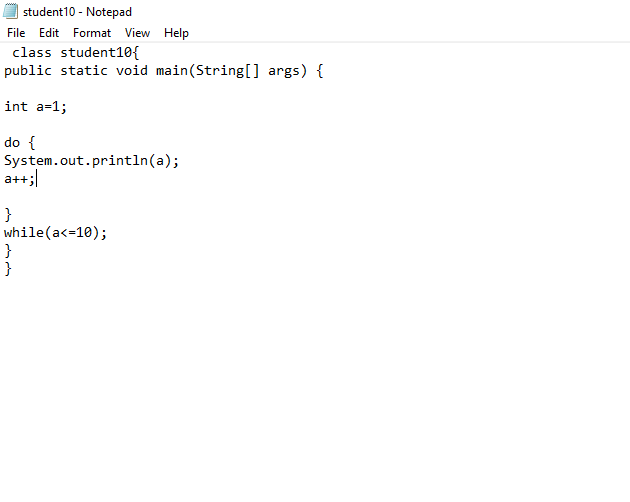 student10 - Notepad
File Edit Format View Help
class student10{
public static void main(String[] args) {
int a=1;
do {
System.out.println(a);
a++;
}
while(a<=10);
}
}